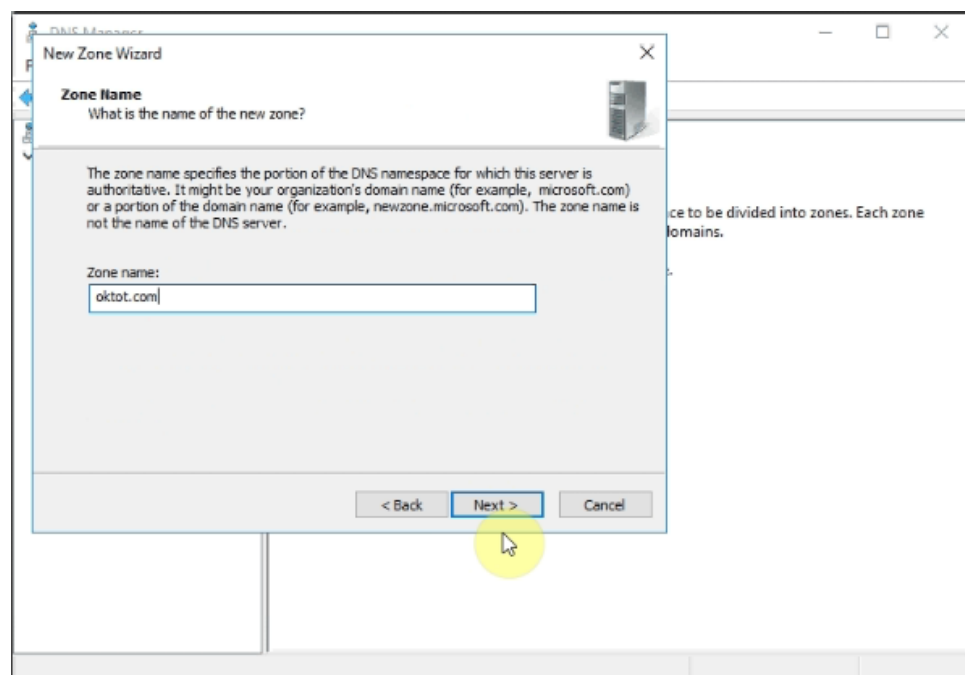 DNS Manager
New Zone Wizard
Zone Name
What is the name of the new zone?
The zone name specifies the portion of the DNS namespace for which this server is
authoritative. It might be your organization's domain name (for example, microsoft.com)
or a portion of the domain name (for example, newzone.microsoft.com). The zone name is
not the name of the DNS server.
ce to be divided into zones. Each zone
omains.
Zone name:
oktot.com
< Back
Next >
Cancel